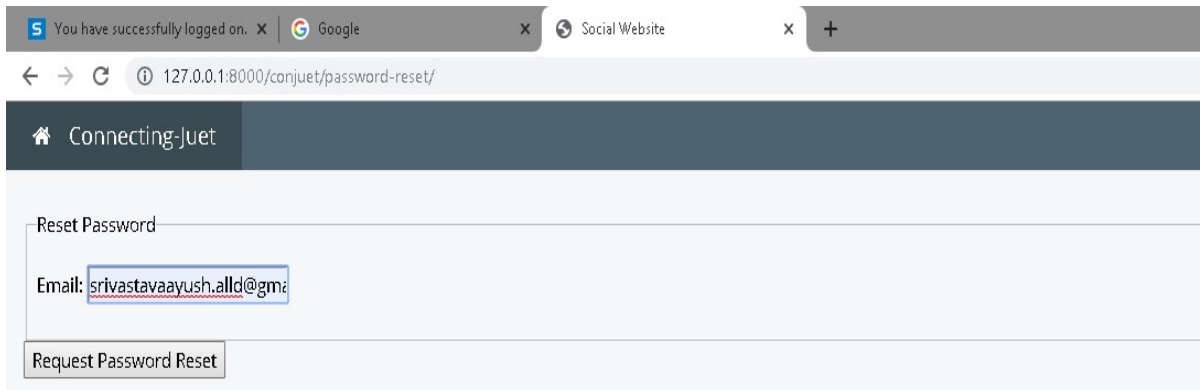 You have successfully logged on. Google Social Website
127.0.0.1:8000/conjuet/password-reset/
Connecting-Juet
Reset Password
Email: srivastavaayush.alld@gma
Request Password Reset